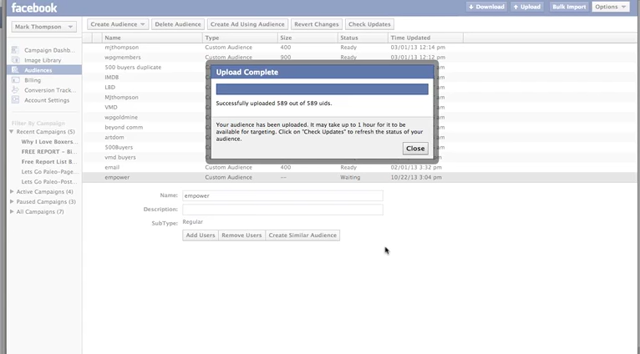 facebook
Download Upload Bulk Import Options
Mark Thompson
Create Audience Delete Audience Create Ad Using Audience Revert Changes Check Updates
Name Type Size Status Time Updated
Campaign Dashb...
Image Library
Audiences
Billing
Conversion Track...
Account Settings
Filter By Campaign
Recent Campaigns (5)
Why I Love Boxers..
FREE REPORT - Bi..
Free Report List B..
Lets Go Paleo-Page...
Lets Go Paleo-Post...
Active Campaigns (4)
Paused Campaigns (3)
All Campaigns (7)
mjthompson Custom Audience 400 Ready 03/01/13 12:14 pm
wpgmembers Custom Audience 900 Ready 03/01/13 12:12 pm
500 buyers duplicate
IMDB
LBD
MJthompson
VMD
wpgoldmine
beyond comm
artdom
500Buyers
vmd buyers
email Custom Audience 400 Ready 02/01/13 3:32 pm
empower Custom Audience — Waiting 10/22/13 3:04 pm
Upload Complete
Successfully uploaded 589 out of 589 uids.
Your audience has been uploaded. It may take up to 1 hour for it to be
available for targeting. Click on "Check Updates" to refresh the status of your
audience.
Close
Name: empower
Description:
SubType: Regular
Add Users Remove Users Create Similar Audience